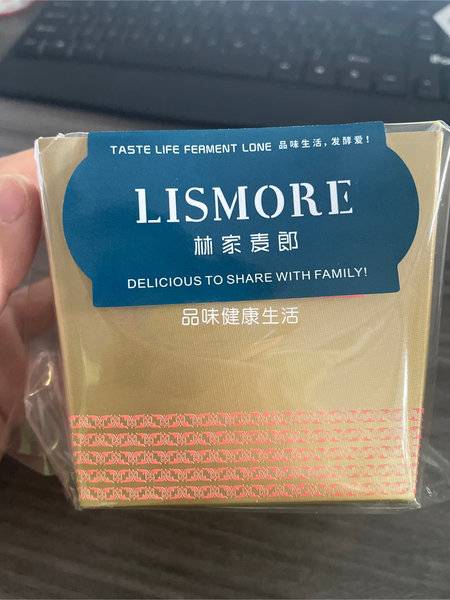 TASTE LIFE FERMENT LONE 品味生活，发酵爱！
LISMORE
林家麦郎
DELICIOUS TO SHARE WITH FAMILY!
品味健康生活